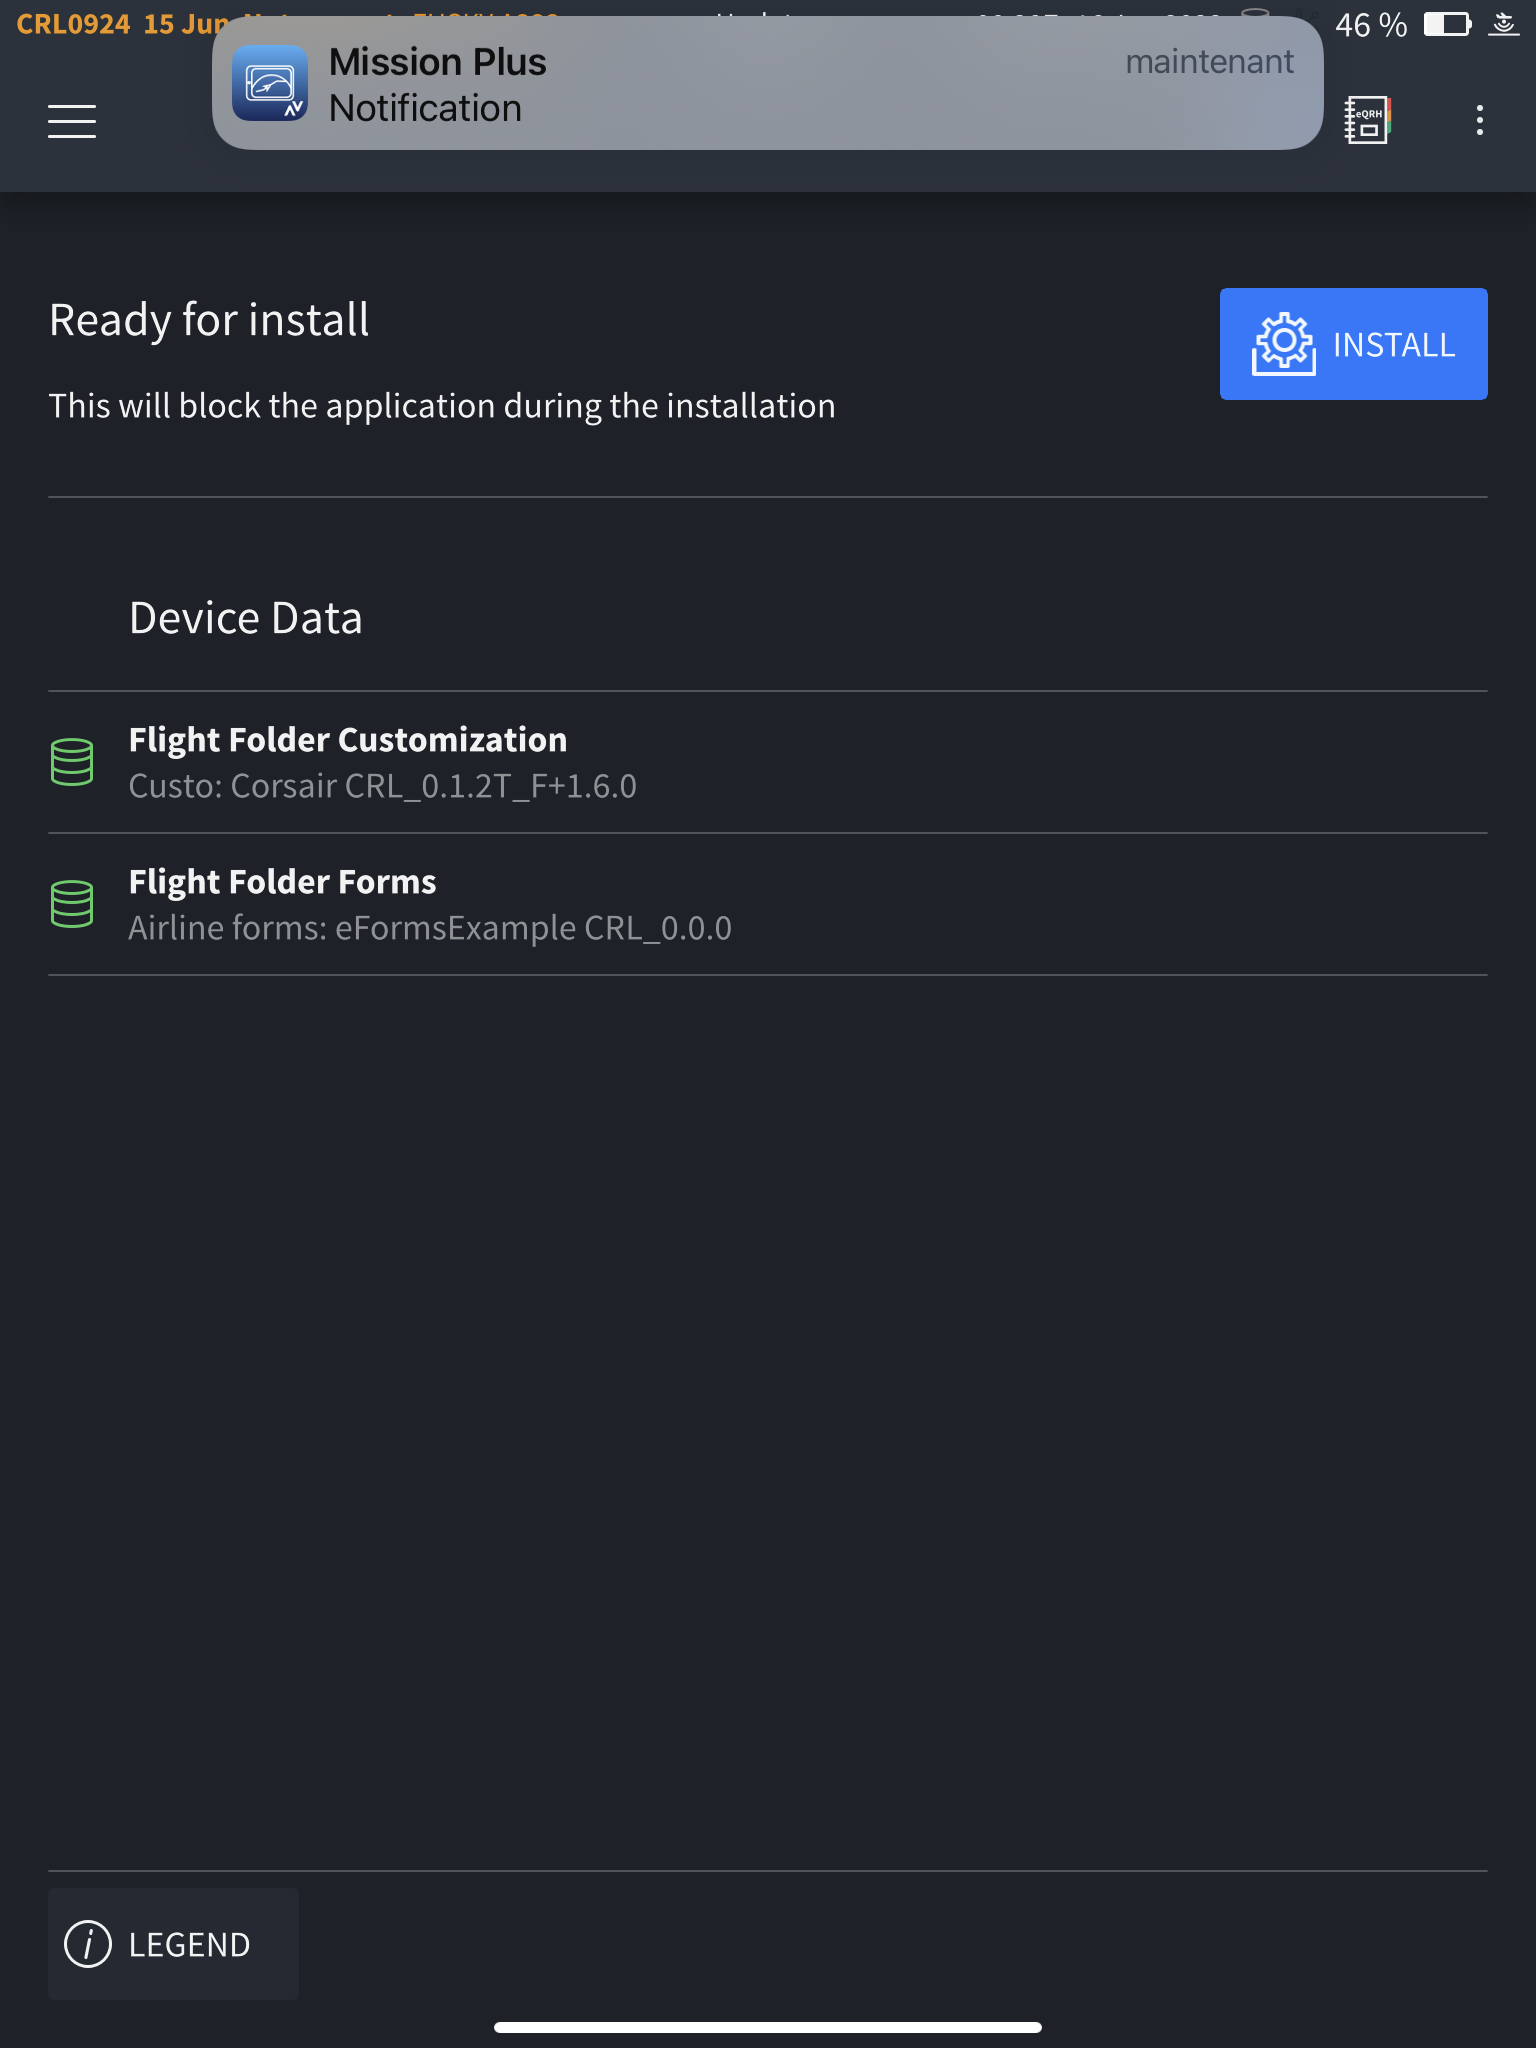 CRL0924 15 Jun
46 %
Mission Plus
maintenant
Notification
eQRH
Ready for install
INSTALL
This will block the application during the installation
Device Data
Flight Folder Customization
Custo: Corsair CRL_0.1.2T_F+1.6.0
Flight Folder Forms
Airline forms: eFormsExample CRL_0.0.0
i LEGEND